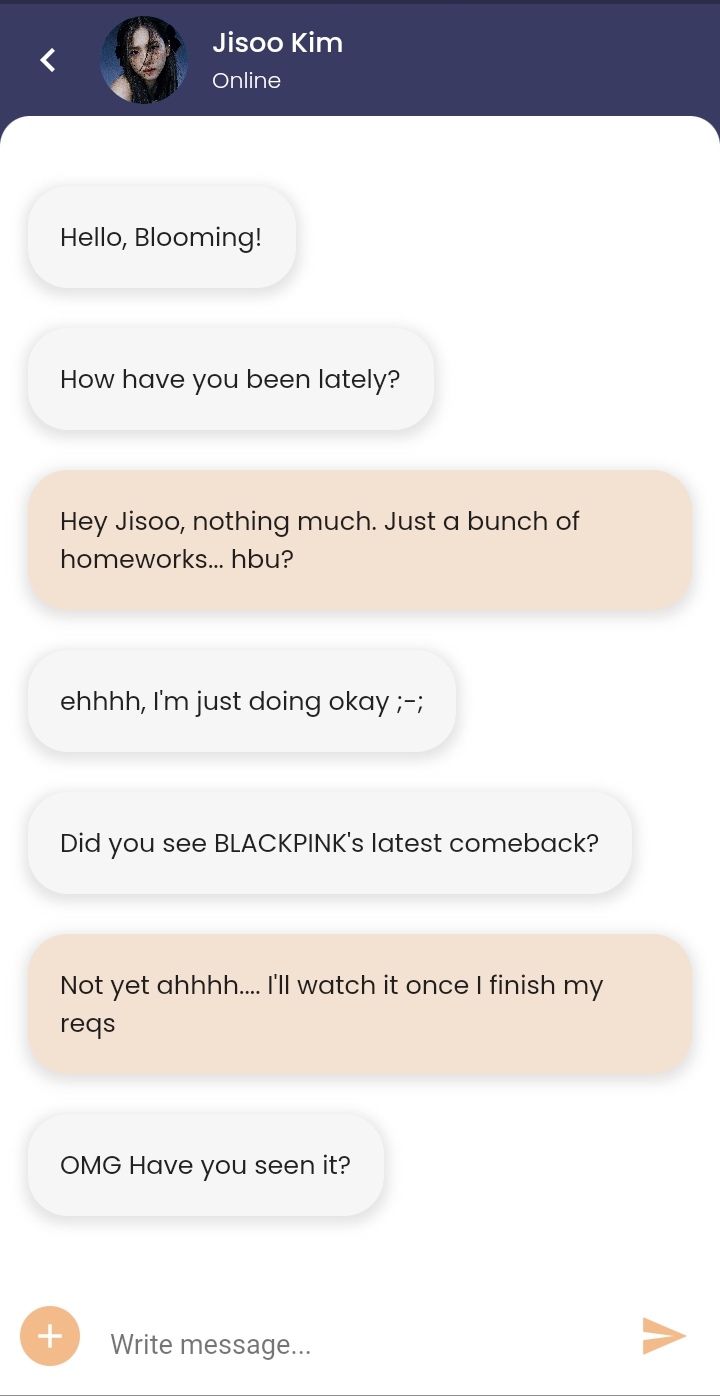 Jisoo Kim
Online
Hello, Blooming!
How have you been lately?
Hey Jisoo, nothing much. Just a bunch of
homeworks... hbu?
ehhhh, I'm just doing okay ;-;
Did you see BLACKPINK's latest comeback?
Not yet ahhhh.... I'll watch it once I finish my
reqs
OMG Have you seen it?
Write message...